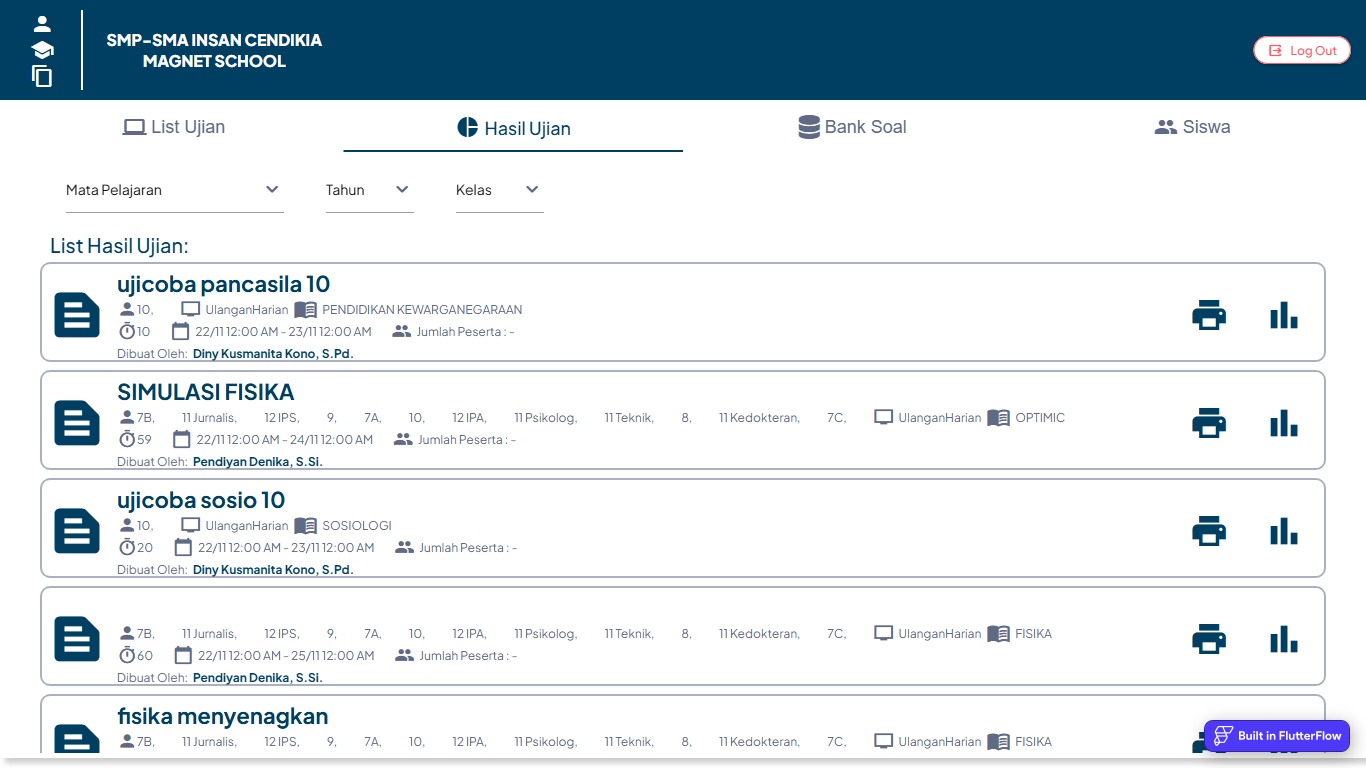 SMP-SMA INSAN CENDIKIA
MAGNET SCHOOL
Log Out
List Ujian
Hasil Ujian
Bank Soal
Siswa
Mata Pelajaran
Tahun
Kelas
List Hasil Ujian:
ujicoba pancasila 10
10, UlanganHarian PENDIDIKAN KEWARGANEGARAAN
10 22/11 12:00 AM - 23/11 12:00 AM Jumlah Peserta : -
Dibuat Oleh: Diny Kusmanita Kono, S.Pd.
SIMULASI FISIKA
7B, 11 Jurnalis, 12 IPS, 9, 7A, 10, 12 IPA, 11 Psikolog, 11 Teknik, 8, 11 Kedokteran, 7C, UlanganHarian OPTIMIC
59 22/11 12:00 AM - 24/11 12:00 AM Jumlah Peserta : -
Dibuat Oleh: Pendiyan Denika, S.Si.
ujicoba sosio 10
10, UlanganHarian SOSIOLOGI
20 22/11 12:00 AM - 23/11 12:00 AM Jumlah Peserta : -
Dibuat Oleh: Diny Kusmanita Kono, S.Pd.
7B, 11 Jurnalis, 12 IPS, 9, 7A, 10, 12 IPA, 11 Psikolog, 11 Teknik, 8, 11 Kedokteran, 7C, UlanganHarian FISIKA
60 22/11 12:00 AM - 25/11 12:00 AM Jumlah Peserta : -
Dibuat Oleh: Pendiyan Denika, S.Si.
fisika menyenagkan
7B, 11 Jurnalis, 12 IPS, 9, 7A, 10, 12 IPA, 11 Psikolog, 11 Teknik, 8, 11 Kedokteran, 7C, UlanganHarian FISIKA
Built in FlutterFlow